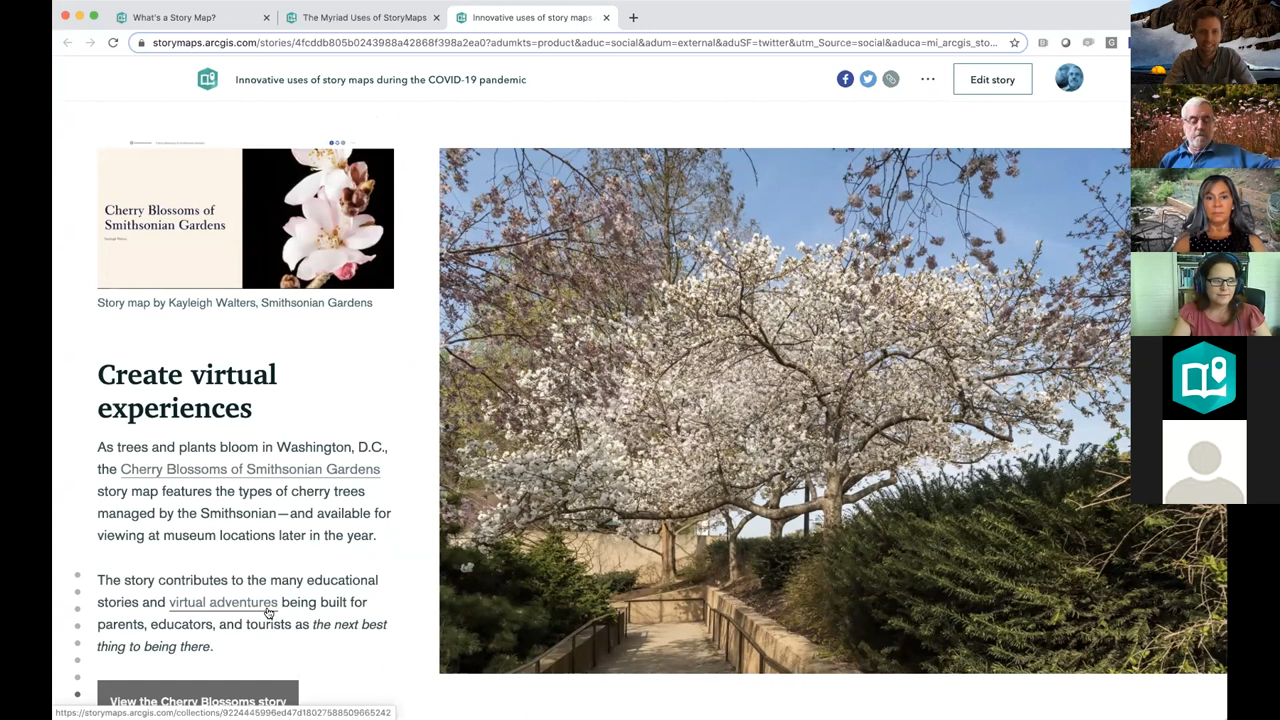 What's a Story Map?
The Myriad Uses of StoryMaps
Innovative uses of story maps
storymaps.arcgis.com/stories/4fcddb805b0243988a42868f398a2ea0?adumkts=product&aduc=social&adum=external&aduSF=twitter&utm_Source=social&aduca=mi_arcgis_sto...
Innovative uses of story maps during the COVID-19 pandemic
Edit story
Cherry Blossoms of
Smithsonian Gardens
Kayleigh Walters
Story map by Kayleigh Walters, Smithsonian Gardens
Create virtual
experiences
As trees and plants bloom in Washington, D.C.,
the Cherry Blossoms of Smithsonian Gardens
story map features the types of cherry trees
managed by the Smithsonian—and available for
viewing at museum locations later in the year.
The story contributes to the many educational
stories and virtual adventures being built for
parents, educators, and tourists as the next best
thing to being there.
View the Cherry Blossoms story
https://storymaps.arcgis.com/collections/9224445996ed47d18027588509665242